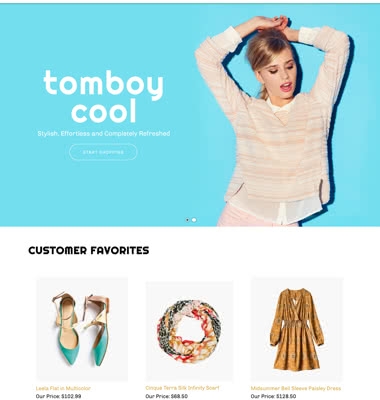 tomboy
cool
Stylish, Effortless and Completely Refreshed
START SHOPPING
CUSTOMER FAVORITES
Leela Flat in Multicolor
Our Price: $102.99
Cinque Terra Silk Infinity Scarf
Our Price: $68.50
Midsummer Bell Sleeve Paisley Dress
Our Price: $128.50